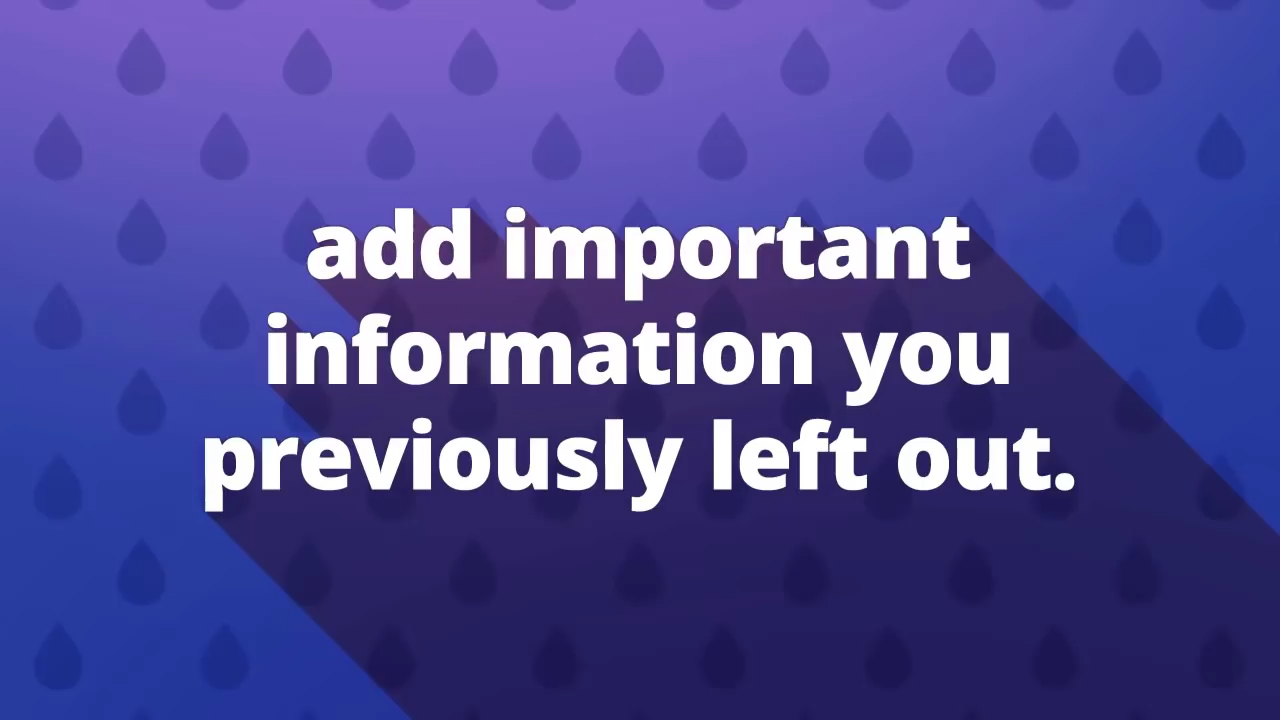 add important
information you
previously left out.